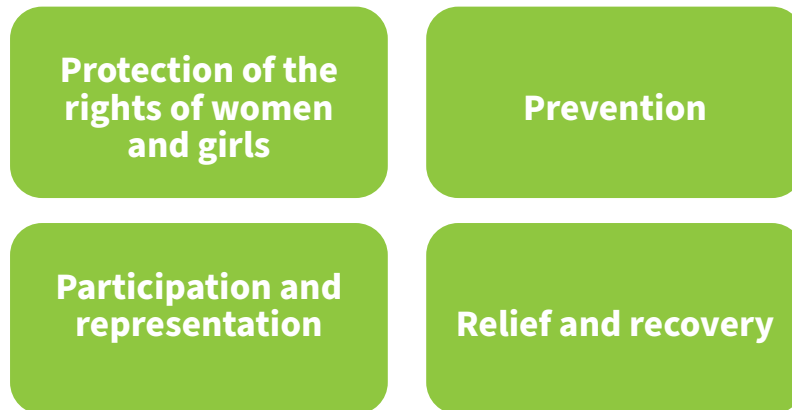 Protection of the
rights of women
and girls
Prevention
Participation and
representation
Relief and recovery